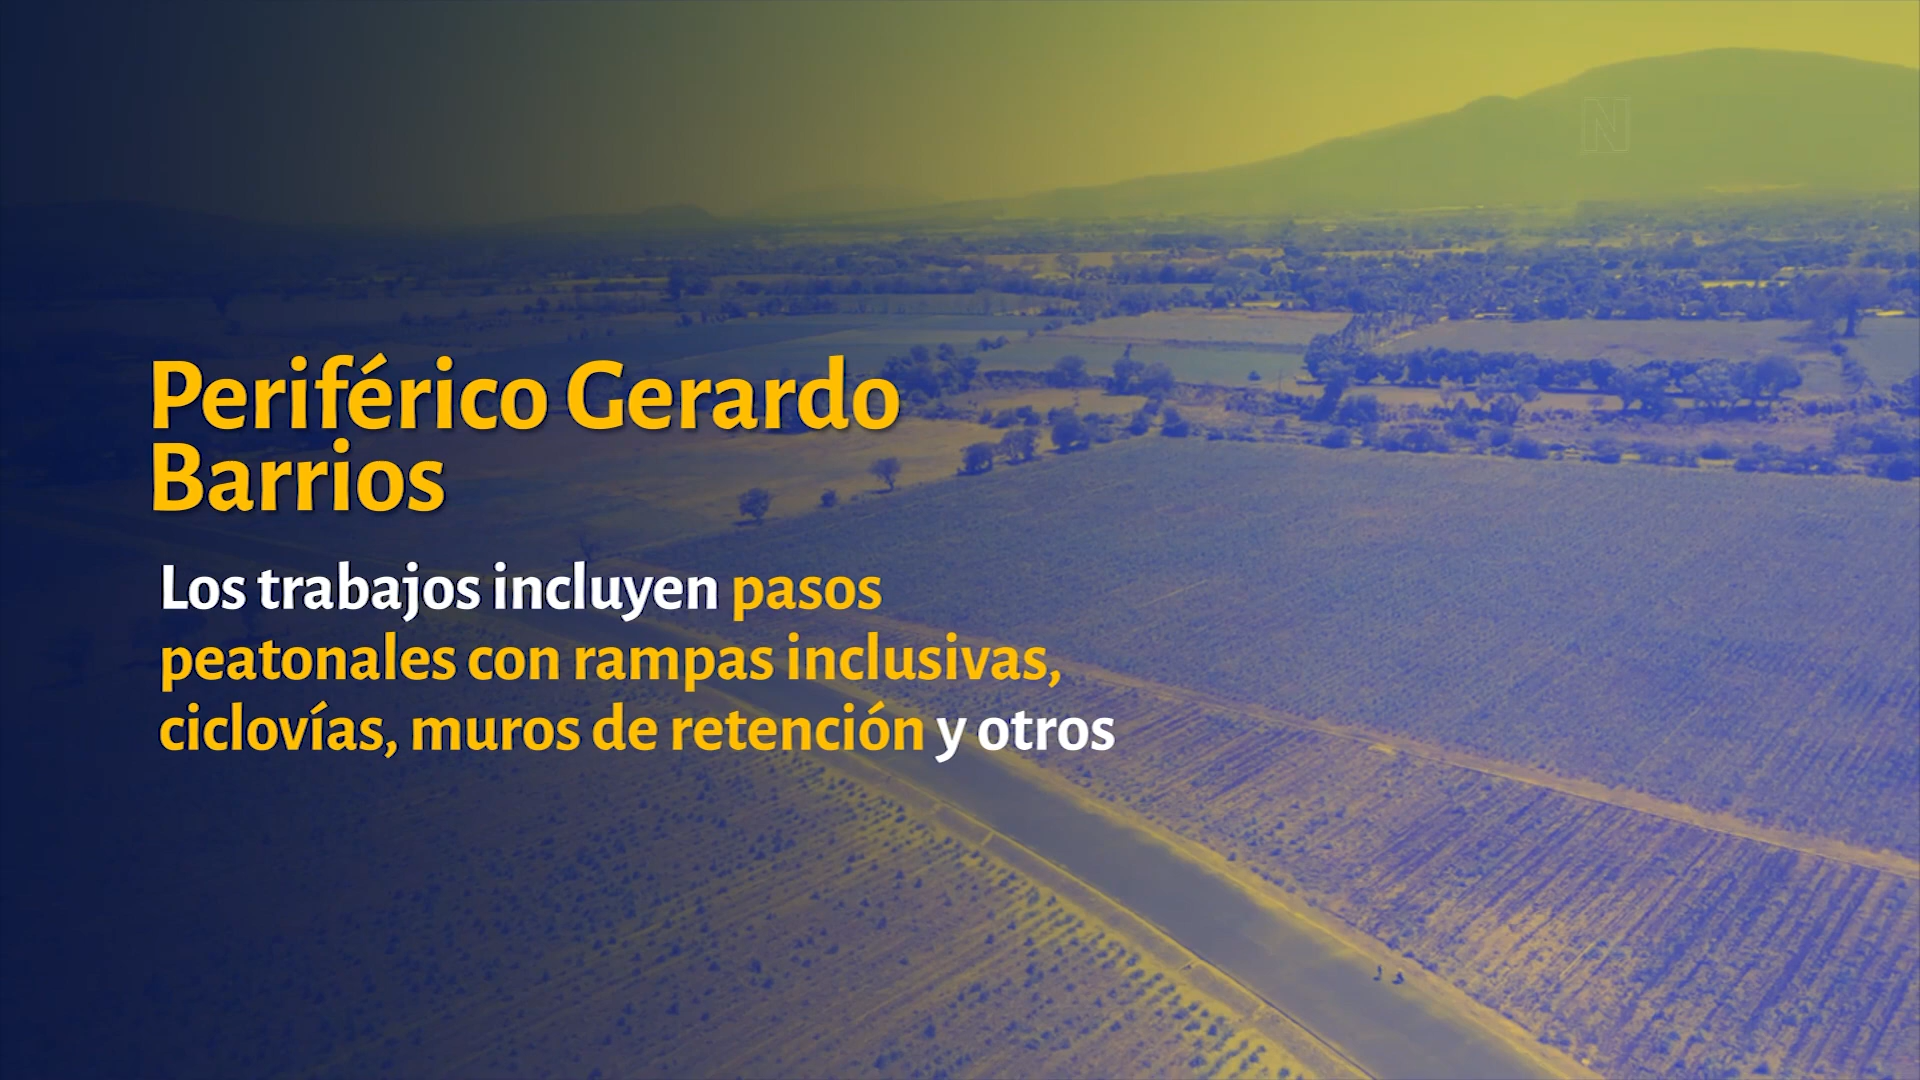 Periférico Gerardo
Barrios
Los trabajos incluyen pasos
peatonales con rampas inclusivas,
ciclovías, muros de retención y otros
N